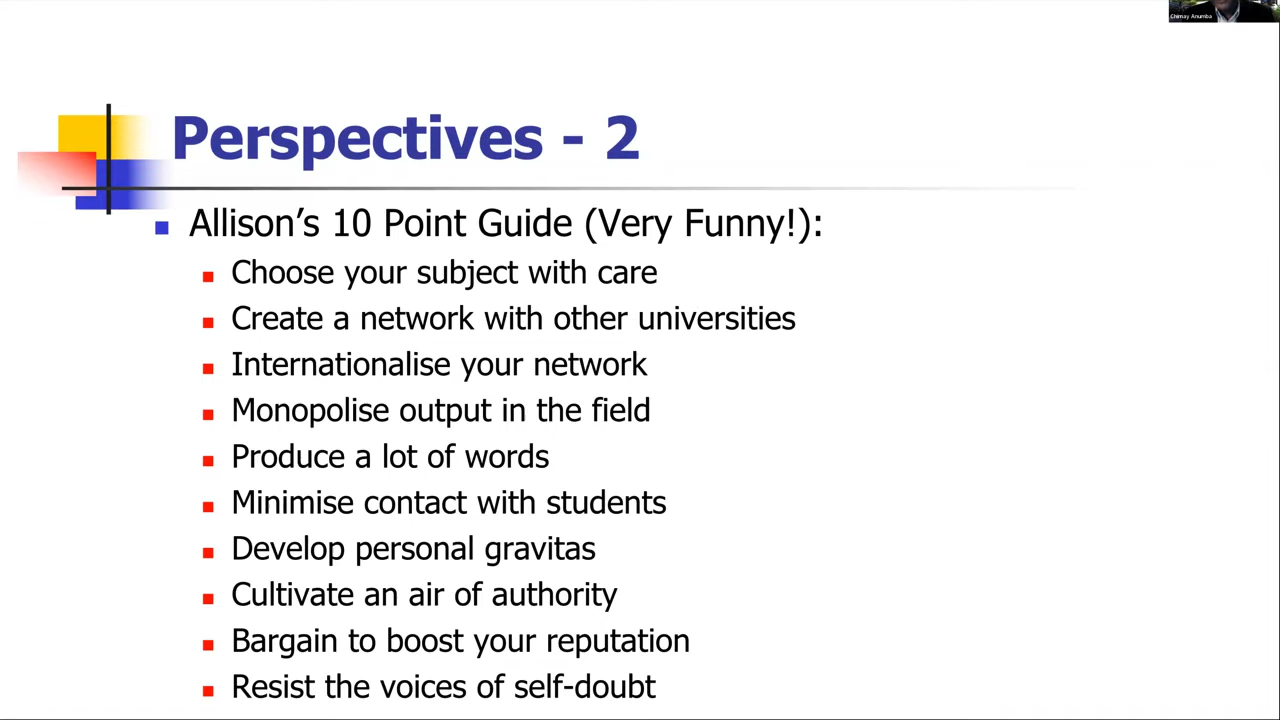 Chimay Anumba
Perspectives - 2
Allison’s 10 Point Guide (Very Funny!):
Choose your subject with care
Create a network with other universities
Internationalise your network
Monopolise output in the field
Produce a lot of words
Minimise contact with students
Develop personal gravitas
Cultivate an air of authority
Bargain to boost your reputation
Resist the voices of self-doubt